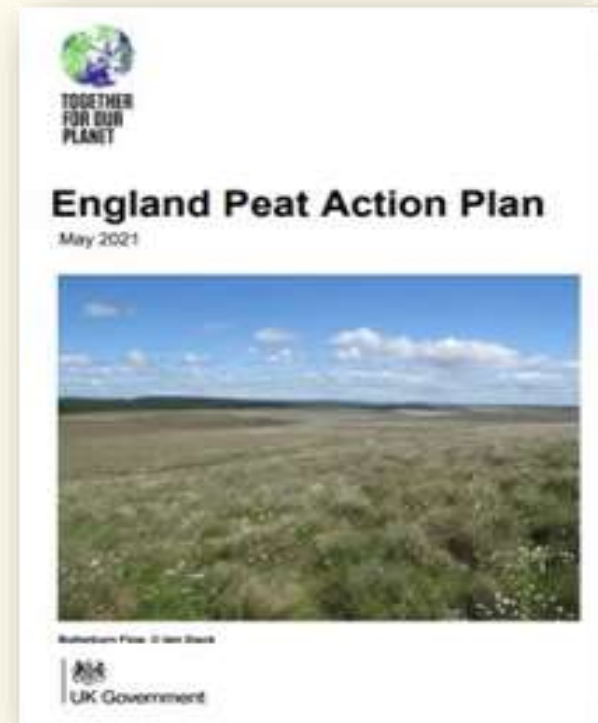 TOGETHER
FOR OUR
PLANET
England Peat Action Plan
May 2021
UK Government